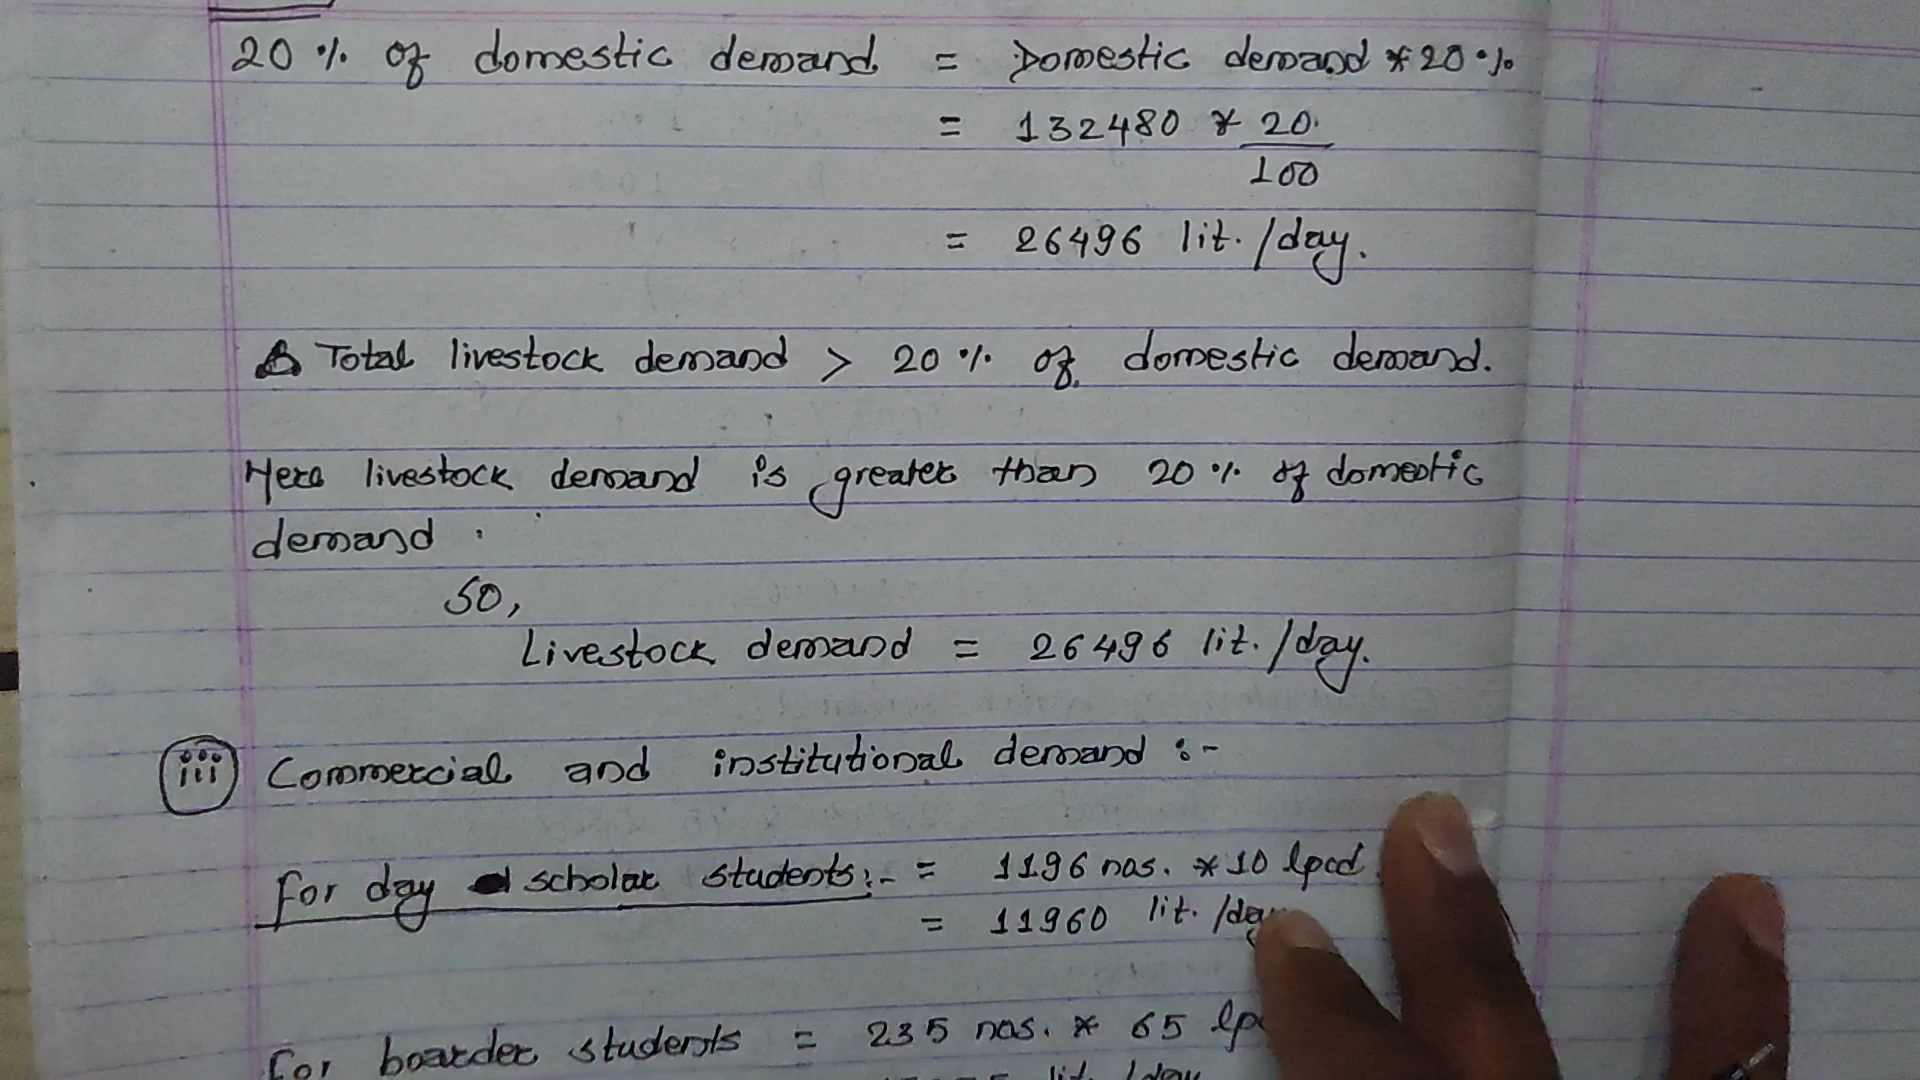 20 % of domestic demand = Domestic demand * 20 %
= 132480 * 20
100
= 26496 lit. /day.
Total livestock demand > 20 % of domestic demand.
Here livestock demand is greater than 20 % of domestic
demand.
SO,
Livestock demand = 26496 lit. /day.
iii Commercial and institutional demand :-
for day scholar students :- = 1196 nos. * 10 lpcd
= 11960 lit. /day
for boarder students = 235 nos. * 65
lit. /day